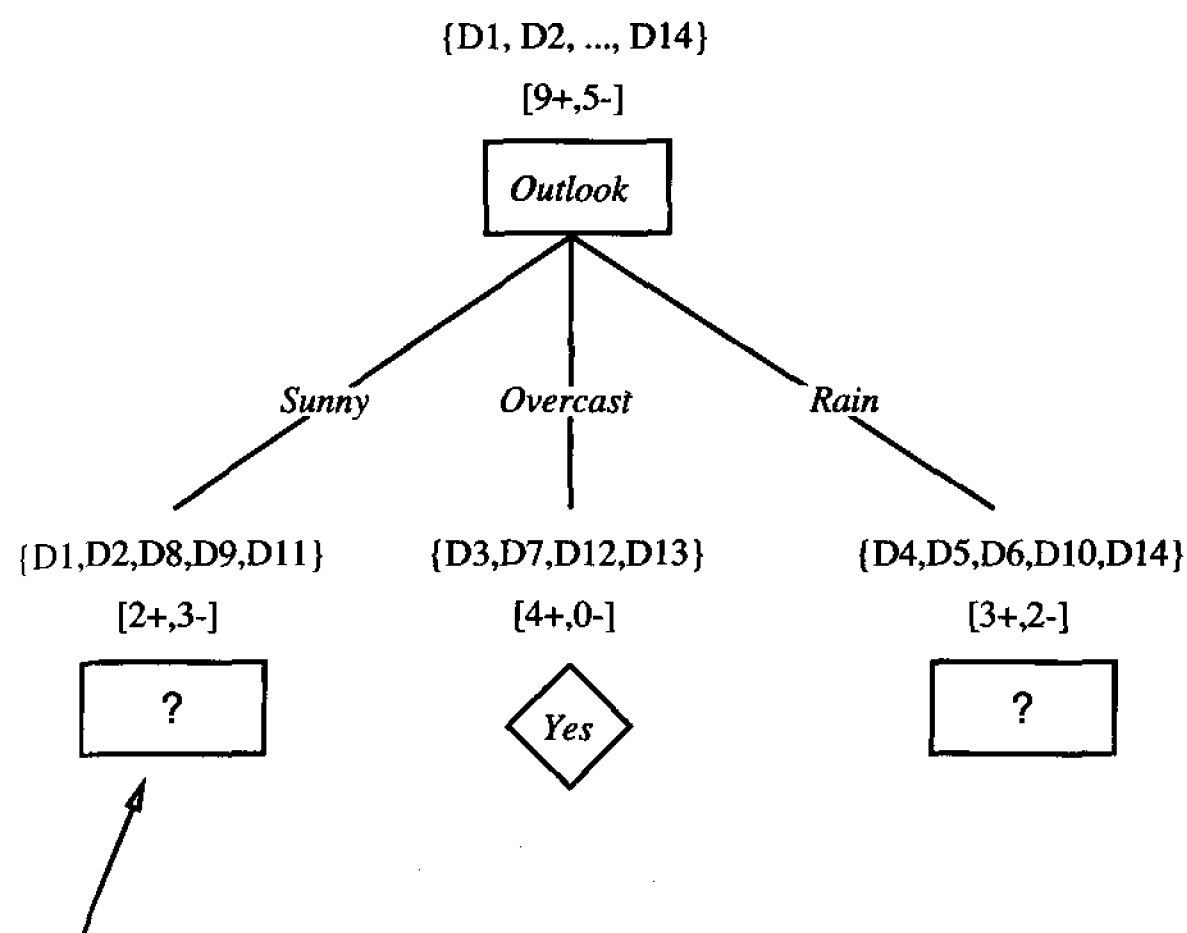 {D1, D2, ..., D14}
[9+,5-]
Outlook
Sunny Overcast Rain
{D1,D2,D8,D9,D11} {D3,D7,D12,D13} {D4,D5,D6,D10,D14}
[2+,3-] [4+,0-] [3+,2-]
? Yes ?